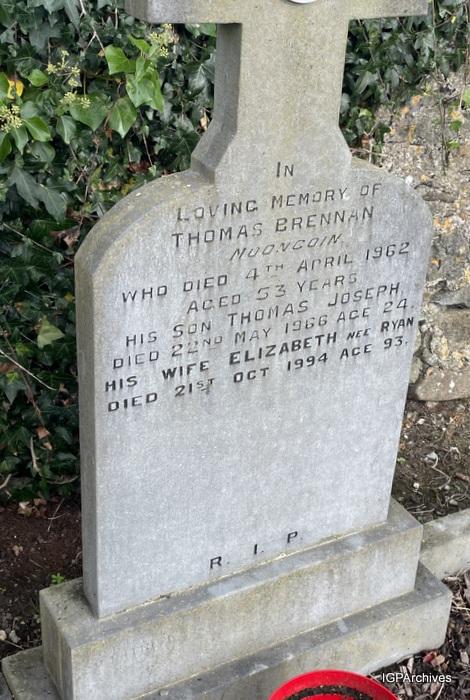 IN
LOVING MEMORY OF
THOMAS BRENNAN
MOONCOIN
WHO DIED 4TH APRIL 1962
AGED 53 YEARS
HIS SON THOMAS JOSEPH,
DIED 22ND MAY 1966 AGE 24.
HIS WIFE ELIZABETH NEE RYAN
DIED 21ST OCT 1994 AGE 93.
R. I. P.
IGPArchives